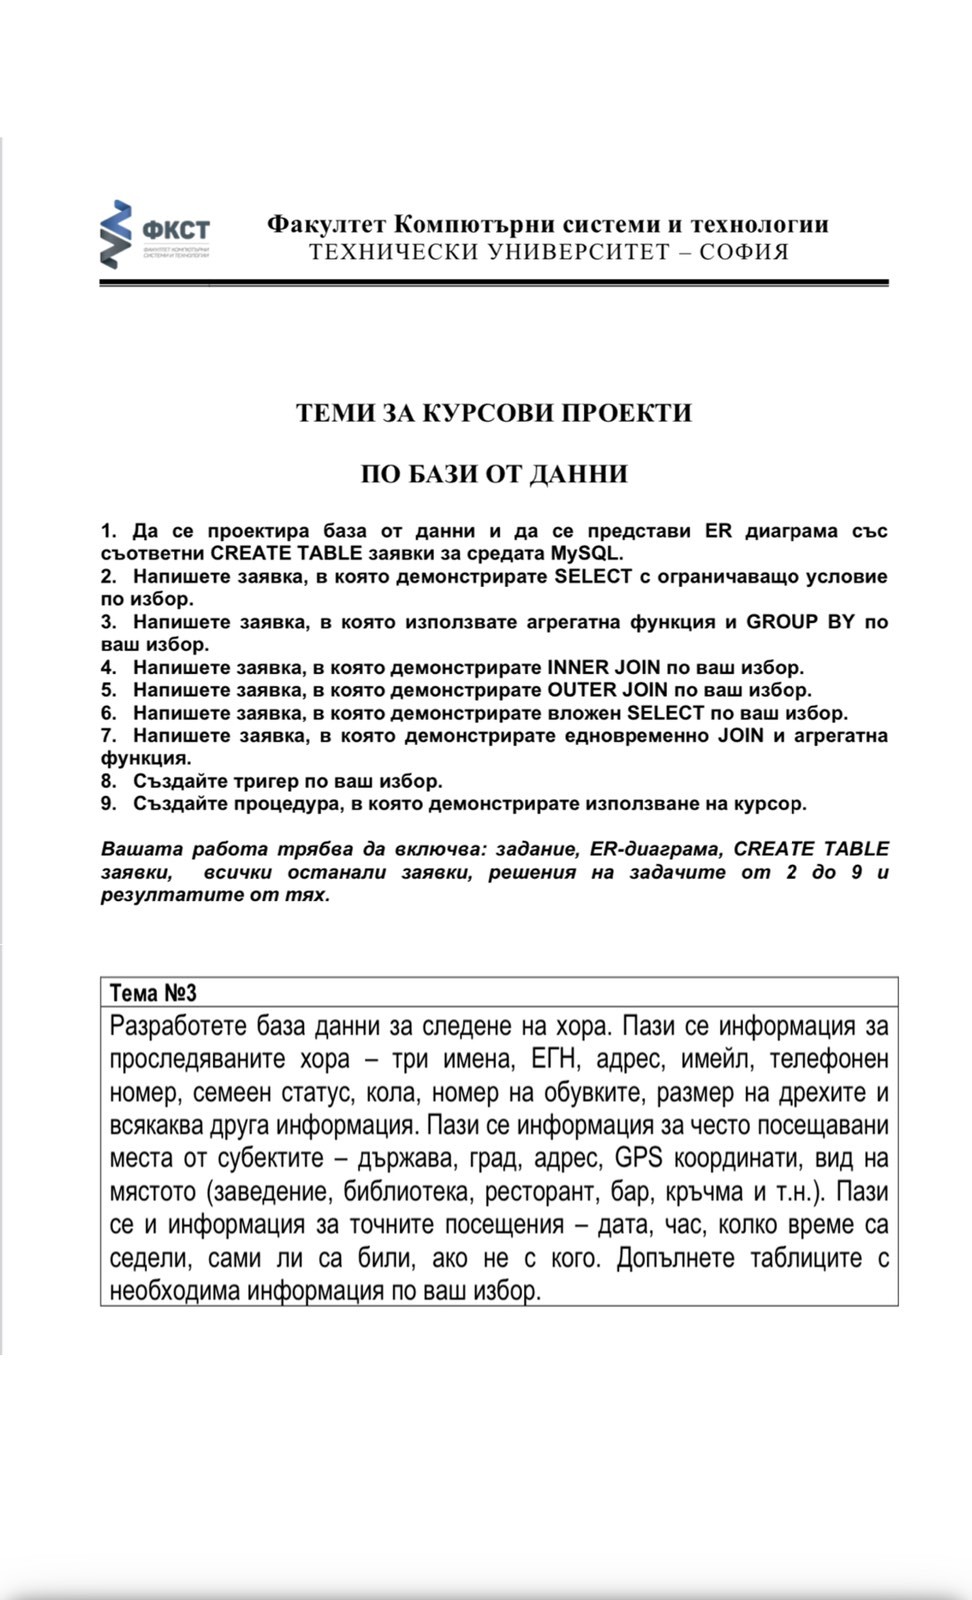 ФКСТ
ФАКУЛТЕТ КОМПЮТЪРНИ
СИСТЕМИ И ТЕХНОЛОГИИ
Факултет Компютърни системи и технологии
ТЕХНИЧЕСКИ УНИВЕРСИТЕТ – СОФИЯ
ТЕМИ ЗА КУРСОВИ ПРОЕКТИ
ПО БАЗИ ОТ ДАННИ
1. Да се проектира база от данни и да се представи ER диаграма със
съответни CREATE TABLE заявки за средата MySQL.
2. Напишете заявка, в която демонстрирате SELECT с ограничаващо условие
по избор.
3. Напишете заявка, в която използвате агрегатна функция и GROUP BY по
ваш избор.
4. Напишете заявка, в която демонстрирате INNER JOIN по ваш избор.
5. Напишете заявка, в която демонстрирате OUTER JOIN по ваш избор.
6. Напишете заявка, в която демонстрирате вложен SELECT по ваш избор.
7. Напишете заявка, в която демонстрирате едновременно JOIN и агрегатна
функция.
8. Създайте тригер по ваш избор.
9. Създайте процедура, в която демонстрирате използване на курсор.
Вашата работа трябва да включва: задание, ER-диаграма, CREATE TABLE
заявки, всички останали заявки, решения на задачите от 2 до 9 и
резултатите от тях.
Тема №3
Разработете база данни за следене на хора. Пази се информация за
проследяваните хора – три имена, ЕГН, адрес, имейл, телефонен
номер, семеен статус, кола, номер на обувките, размер на дрехите и
всякаква друга информация. Пази се информация за често посещавани
места от субектите – държава, град, адрес, GPS координати, вид на
мястото (заведение, библиотека, ресторант, бар, кръчма и т.н.). Пази
се и информация за точните посещения – дата, час, колко време са
седели, сами ли са били, ако не с кого. Допълнете таблиците с
необходима информация по ваш избор.